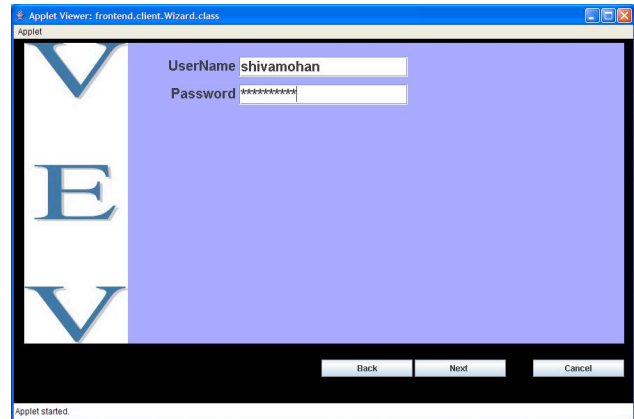 Applet Viewer: frontend.client.Wizard.class
Applet
V
E
V
UserName shivamohan
Password **********
Back Next Cancel
Applet started.